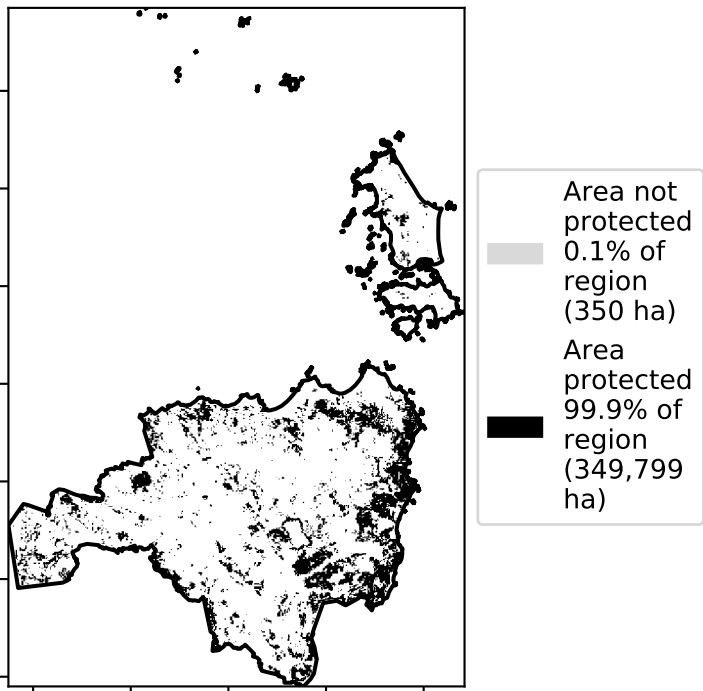 Area not
protected
0.1% of
region
(350 ha)
Area
protected
99.9% of
region
(349,799
ha)